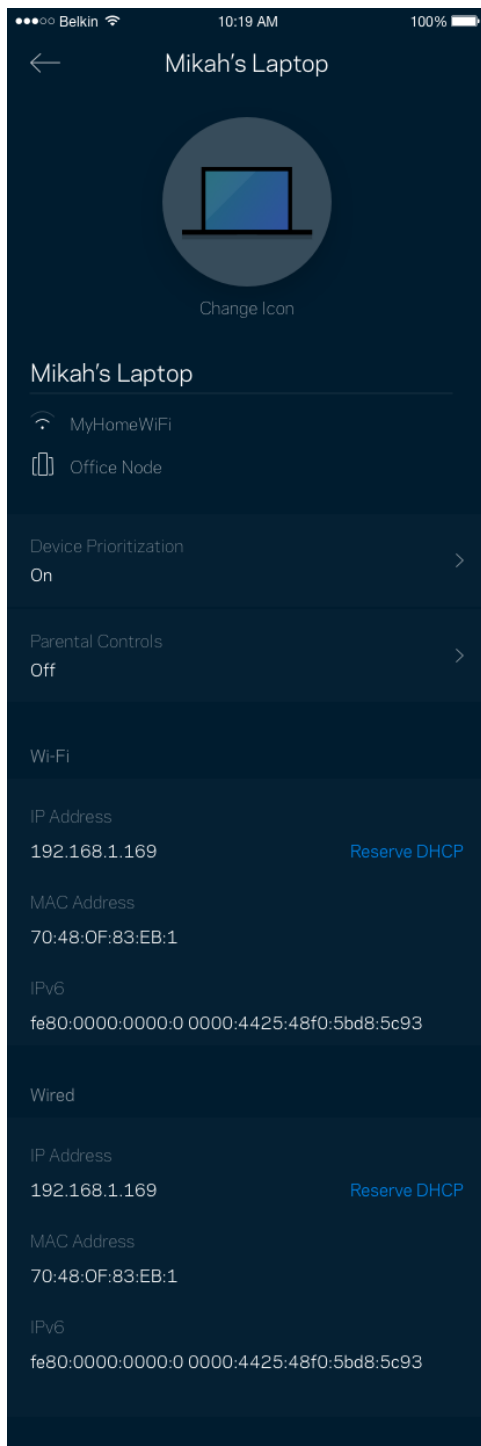 Belkin 10:19 AM 100%
Mikah's Laptop
Change Icon
Mikah's Laptop
MyHomeWiFi
Office Node
Device Prioritization
On
Parental Controls
Off
Wi-Fi
IP Address
192.168.1.169 Reserve DHCP
MAC Address
70:48:0F:83:EB:1
IPv6
fe80:0000:0000:0 0000:4425:48f0:5bd8:5c93
Wired
IP Address
192.168.1.169 Reserve DHCP
MAC Address
70:48:0F:83:EB:1
IPv6
fe80:0000:0000:0 0000:4425:48f0:5bd8:5c93